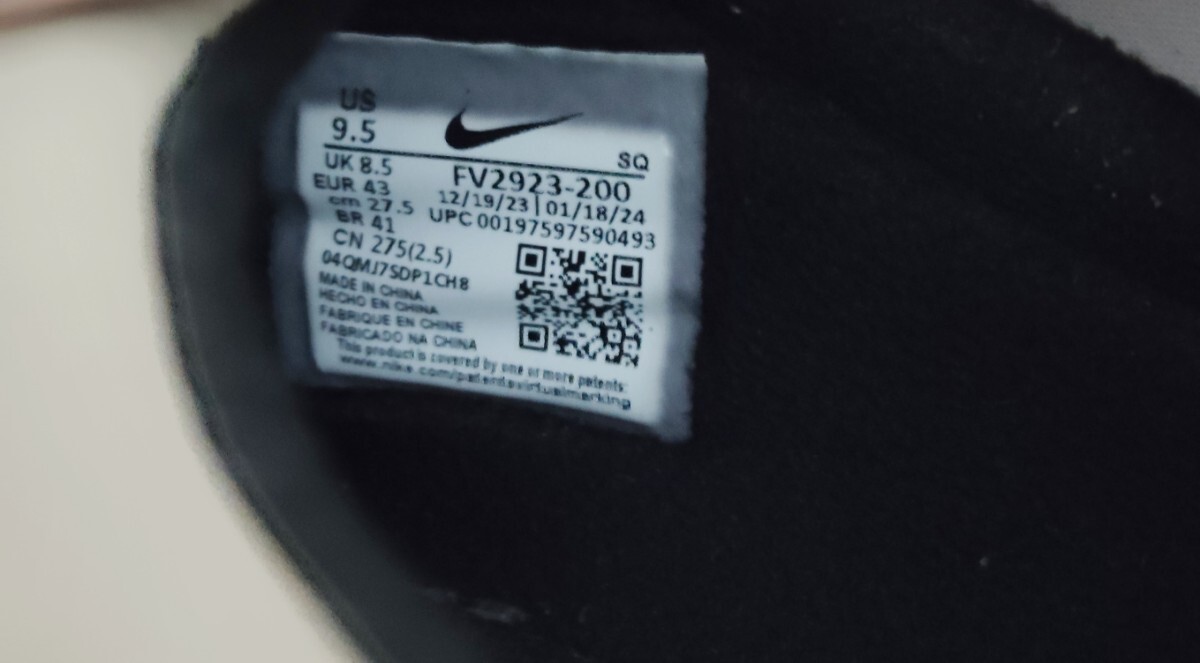 US
9.5
SQ
UK 8.5
FV2923-200
EUR 43
12/19/23 | 01/18/24
cm 27.5
UPC 00197597590493
BR 41
CN 275(2.5)
04QMJ7SDP1CH8
MADE IN CHINA
HECHO EN CHINA
FABRIQUE EN CHINE
FABRICADO NA CHINA
This product is covered by one or more patents:
www.nike.com/patentsvirtualmarking